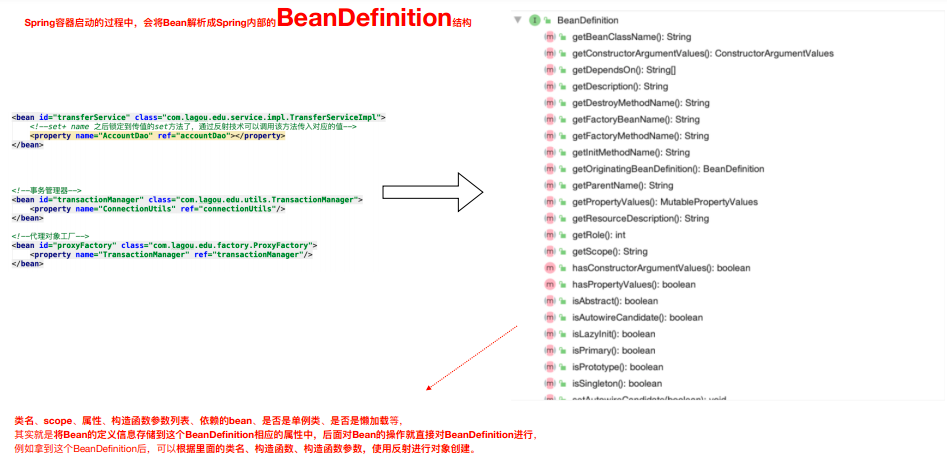 Spring容器启动的过程中，会将Bean解析成Spring内部的BeanDefinition结构
<bean id="transferService" class="com.lagou.edu.service.impl.TransferServiceImpl">
<!--set+ name 之后锁定到传值的set方法了，通过反射技术可以调用该方法传入对应的值-->
<property name="AccountDao" ref="accountDao"></property>
</bean>
<!--事务管理器-->
<bean id="transactionManager" class="com.lagou.edu.utils.TransactionManager">
<property name="ConnectionUtils" ref="connectionUtils"/>
</bean>
<!--代理对象工厂-->
<bean id="proxyFactory" class="com.lagou.edu.factory.ProxyFactory">
<property name="TransactionManager" ref="transactionManager"/>
</bean>
BeanDefinition
getBeanClassName(): String
getConstructorArgumentValues(): ConstructorArgumentValues
getDependsOn(): String[]
getDescription(): String
getDestroyMethodName(): String
getFactoryBeanName(): String
getFactoryMethodName(): String
getInitMethodName(): String
getOriginatingBeanDefinition(): BeanDefinition
getParentName(): String
getPropertyValues(): MutablePropertyValues
getResourceDescription(): String
getRole(): int
getScope(): String
hasConstructorArgumentValues(): boolean
hasPropertyValues(): boolean
isAbstract(): boolean
isAutowireCandidate(): boolean
isLazyInit(): boolean
isPrimary(): boolean
isPrototype(): boolean
isSingleton(): boolean
setAutowireCandidate(boolean): void
类名、scope、属性、构造函数参数列表、依赖的bean、是否是单例类、是否是懒加载等，
其实就是将Bean的定义信息存储到这个BeanDefinition相应的属性中，后面对Bean的操作就直接对BeanDefinition进行，
例如拿到这个BeanDefinition后，可以根据里面的类名、构造函数、构造函数参数，使用反射进行对象创建。